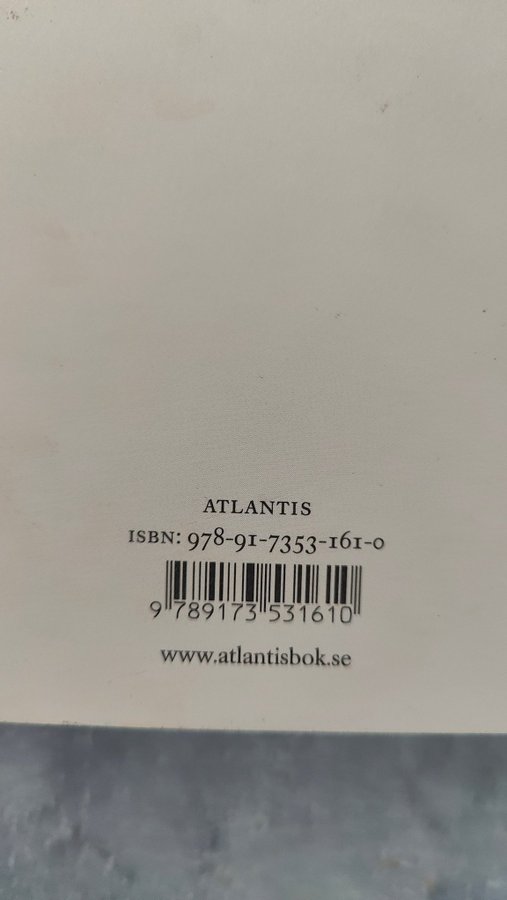 ATLANTIS
ISBN: 978-91-7353-161-0
9 789173 531610
www.atlantisbok.se